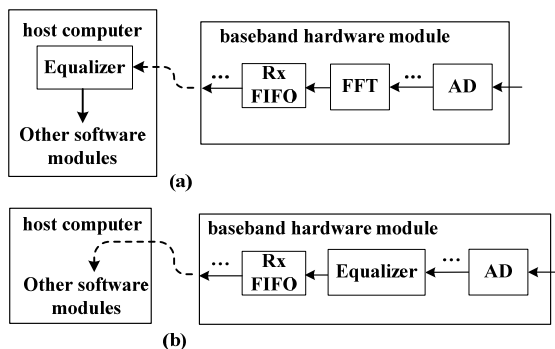 host computer
Equalizer
Other software
modules
baseband hardware module
...
Rx
FIFO
FFT
...
AD
(a)
host computer
Other software
modules
baseband hardware module
...
Rx
FIFO
Equalizer
...
AD
(b)